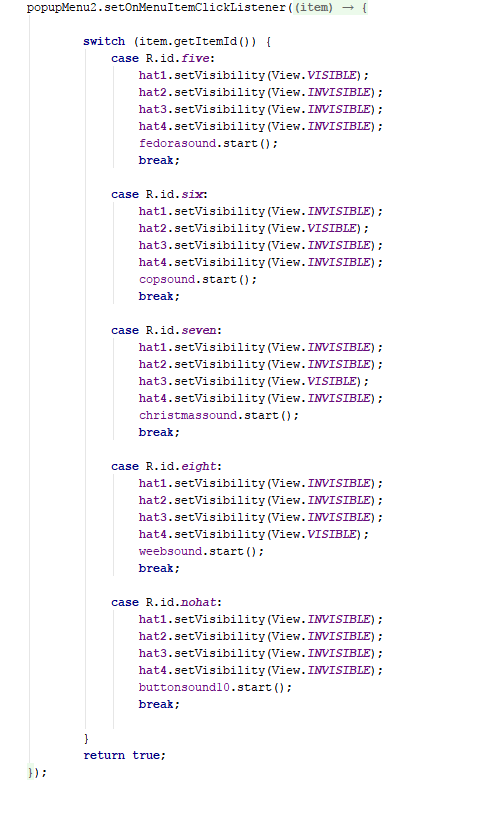 popupMenu2.setOnMenuItemClickListener((item) → {
switch (item.getItemId()) {
case R.id.five:
hat1.setVisibility(View.VISIBLE);
hat2.setVisibility(View.INVISIBLE);
hat3.setVisibility(View.INVISIBLE);
hat4.setVisibility(View.INVISIBLE);
fedorasound.start();
break;
case R.id.six:
hat1.setVisibility(View.INVISIBLE);
hat2.setVisibility(View.VISIBLE);
hat3.setVisibility(View.INVISIBLE);
hat4.setVisibility(View.INVISIBLE);
copsound.start();
break;
case R.id.seven:
hat1.setVisibility(View.INVISIBLE);
hat2.setVisibility(View.INVISIBLE);
hat3.setVisibility(View.VISIBLE);
hat4.setVisibility(View.INVISIBLE);
christmassound.start();
break;
case R.id.eight:
hat1.setVisibility(View.INVISIBLE);
hat2.setVisibility(View.INVISIBLE);
hat3.setVisibility(View.INVISIBLE);
hat4.setVisibility(View.VISIBLE);
weebsound.start();
break;
case R.id.nohat:
hat1.setVisibility(View.INVISIBLE);
hat2.setVisibility(View.INVISIBLE);
hat3.setVisibility(View.INVISIBLE);
hat4.setVisibility(View.INVISIBLE);
buttonsound10.start();
break;
}
return true;
});